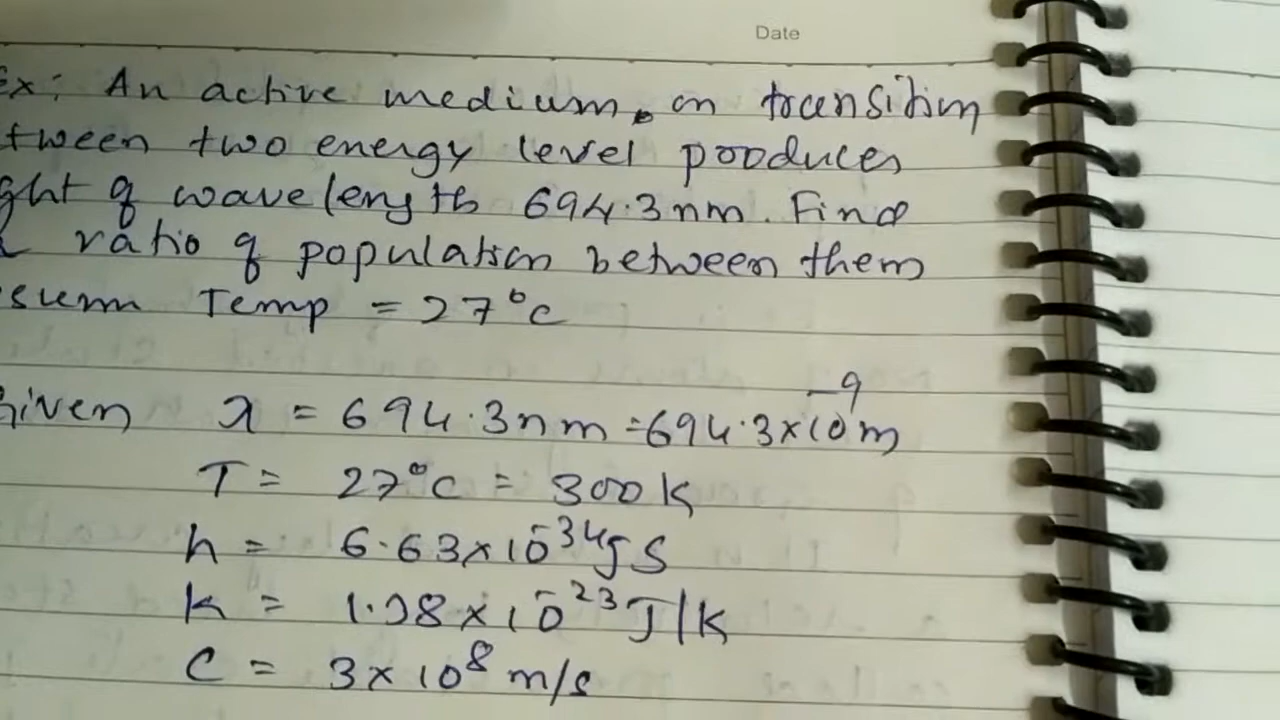 Date
Ex: An active medium, on transition
tween two energy level produces
ght of wavelength 694.3nm. Find
ratio of population between them
sum Temp = 27°C
Given λ = 694.3nm = 694.3×10⁻⁹m
T = 27°C = 300K
h = 6.63×10⁻³⁴JS
K = 1.38×10⁻²³J/K
C = 3×10⁸ m/s